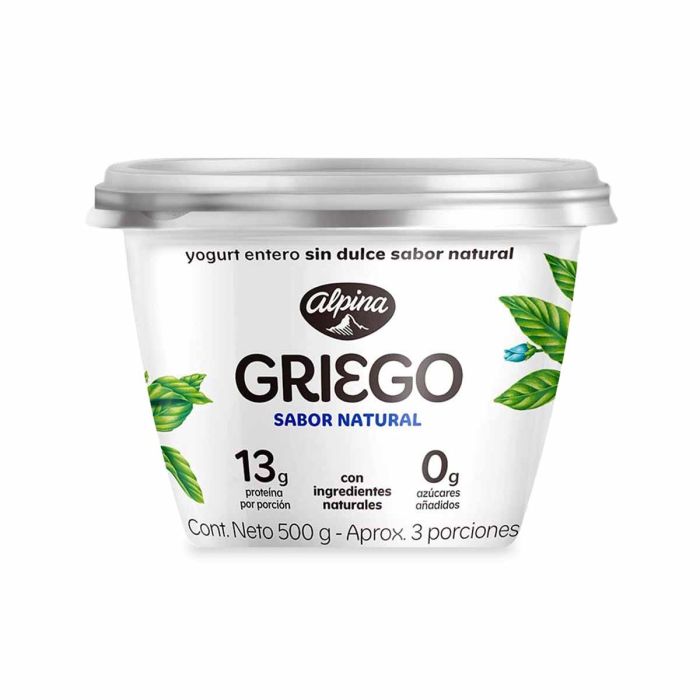 yogurt entero sin dulce sabor natural
alpina
GRIEGO
SABOR NATURAL
13g
proteína
por porción
con
ingredientes
naturales
0g
azúcares
añadidos
Cont. Neto 500 g - Aprox. 3 porciones